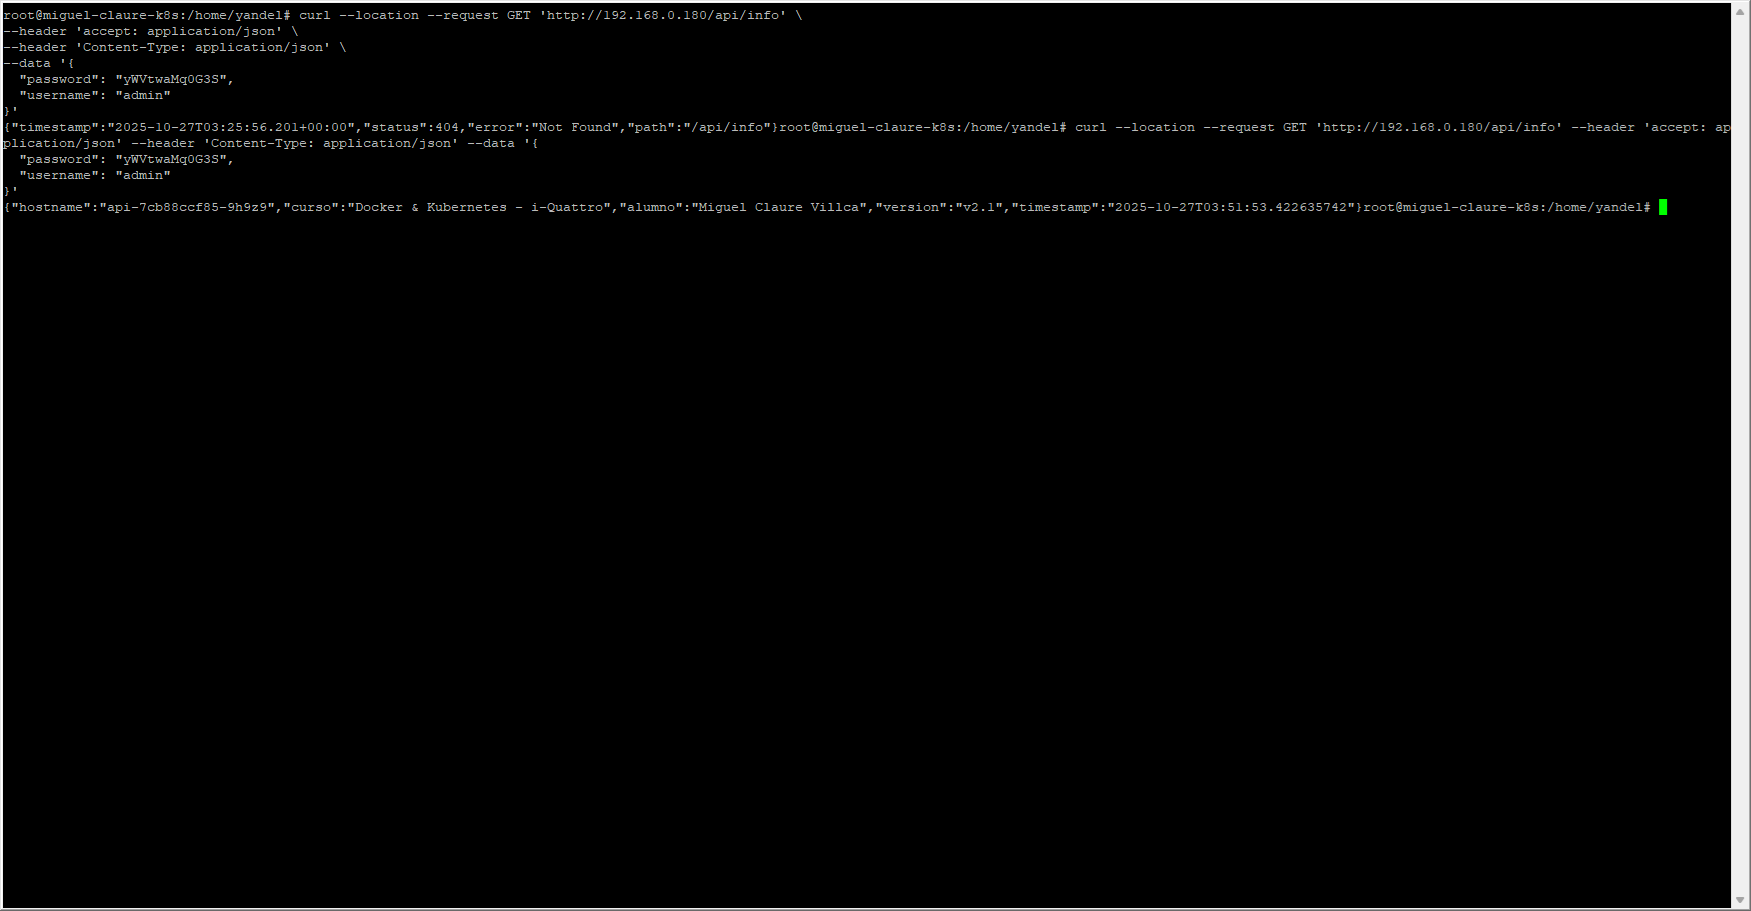 root@miguel-claure-k8s:/home/yandel# curl --location --request GET 'http://192.168.0.180/api/info' \
--header 'accept: application/json' \
--header 'Content-Type: application/json' \
--data '{
  "password": "yWVtwaMq0G3S",
  "username": "admin"
}'
{"timestamp":"2025-10-27T03:25:56.201+00:00","status":404,"error":"Not Found","path":"/api/info"}root@miguel-claure-k8s:/home/yandel# curl --location --request GET 'http://192.168.0.180/api/info' --header 'accept: ap
plication/json' --header 'Content-Type: application/json' --data '{
  "password": "yWVtwaMq0G3S",
  "username": "admin"
}'
{"hostname":"api-7cb88ccf85-9h9z9","curso":"Docker & Kubernetes - i-Quattro","alumno":"Miguel Claure Villca","version":"v2.1","timestamp":"2025-10-27T03:51:53.422635742"}root@miguel-claure-k8s:/home/yandel#